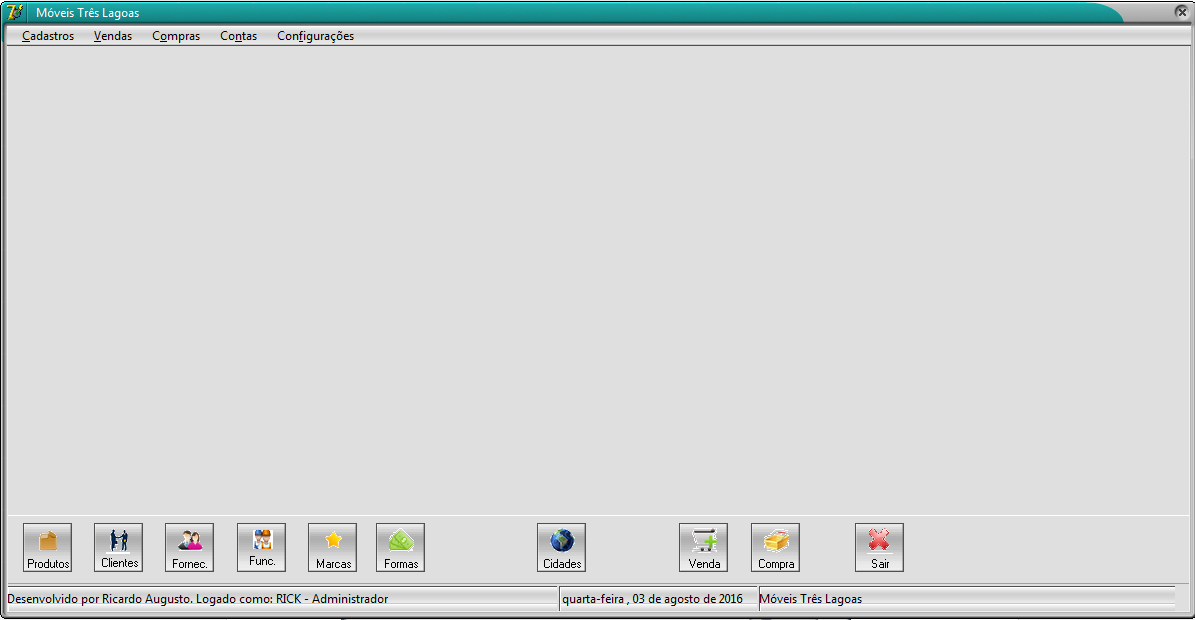 Móveis Três Lagoas
Cadastros Vendas Compras Contas Configurações
Produtos Clientes Fornec. Func. Marcas Formas Cidades Venda Compra Sair
Desenvolvido por Ricardo Augusto. Logado como: RICK - Administrador quarta-feira , 03 de agosto de 2016 Móveis Três Lagoas